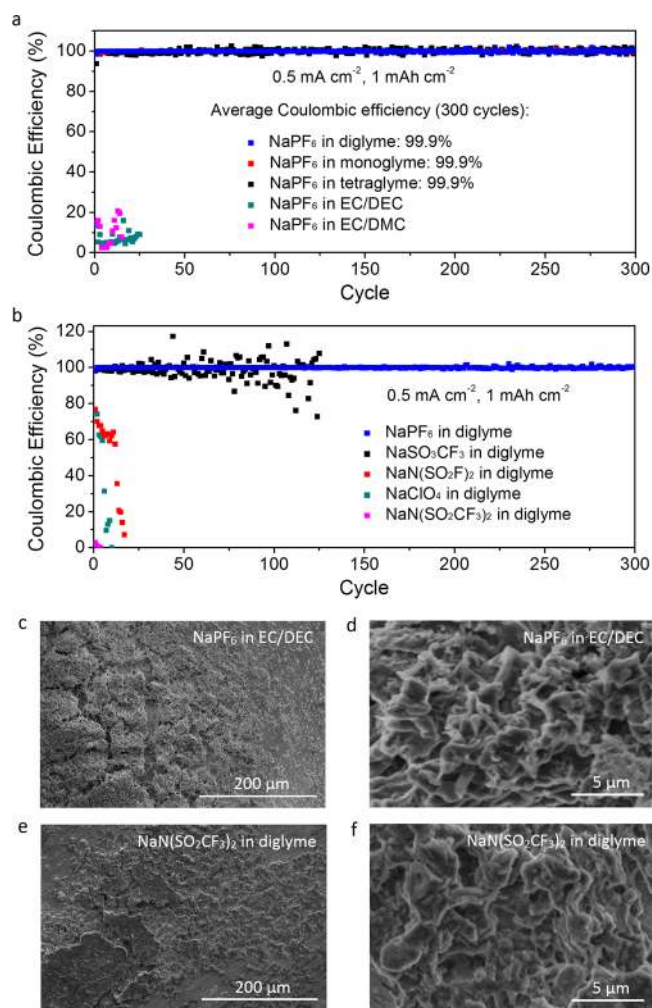 a
Coulombic Efficiency (%)
100
80
60
40
20
0
0.5 mA cm⁻², 1 mAh cm⁻²
Average Coulombic efficiency (300 cycles):
NaPF₆ in diglyme: 99.9%
NaPF₆ in monoglyme: 99.9%
NaPF₆ in tetraglyme: 99.9%
NaPF₆ in EC/DEC
NaPF₆ in EC/DMC
0 50 100 150 200 250 300
Cycle
b
Coulombic Efficiency (%)
120
100
80
60
40
20
0
0.5 mA cm⁻², 1 mAh cm⁻²
NaPF₆ in diglyme
NaSO₃CF₃ in diglyme
NaN(SO₂F)₂ in diglyme
NaClO₄ in diglyme
NaN(SO₂CF₃)₂ in diglyme
0 50 100 150 200 250 300
Cycle
c
NaPF₆ in EC/DEC
200 µm
d
NaPF₆ in EC/DEC
5 µm
e
NaN(SO₂CF₃)₂ in diglyme
200 µm
f
NaN(SO₂CF₃)₂ in diglyme
5 µm